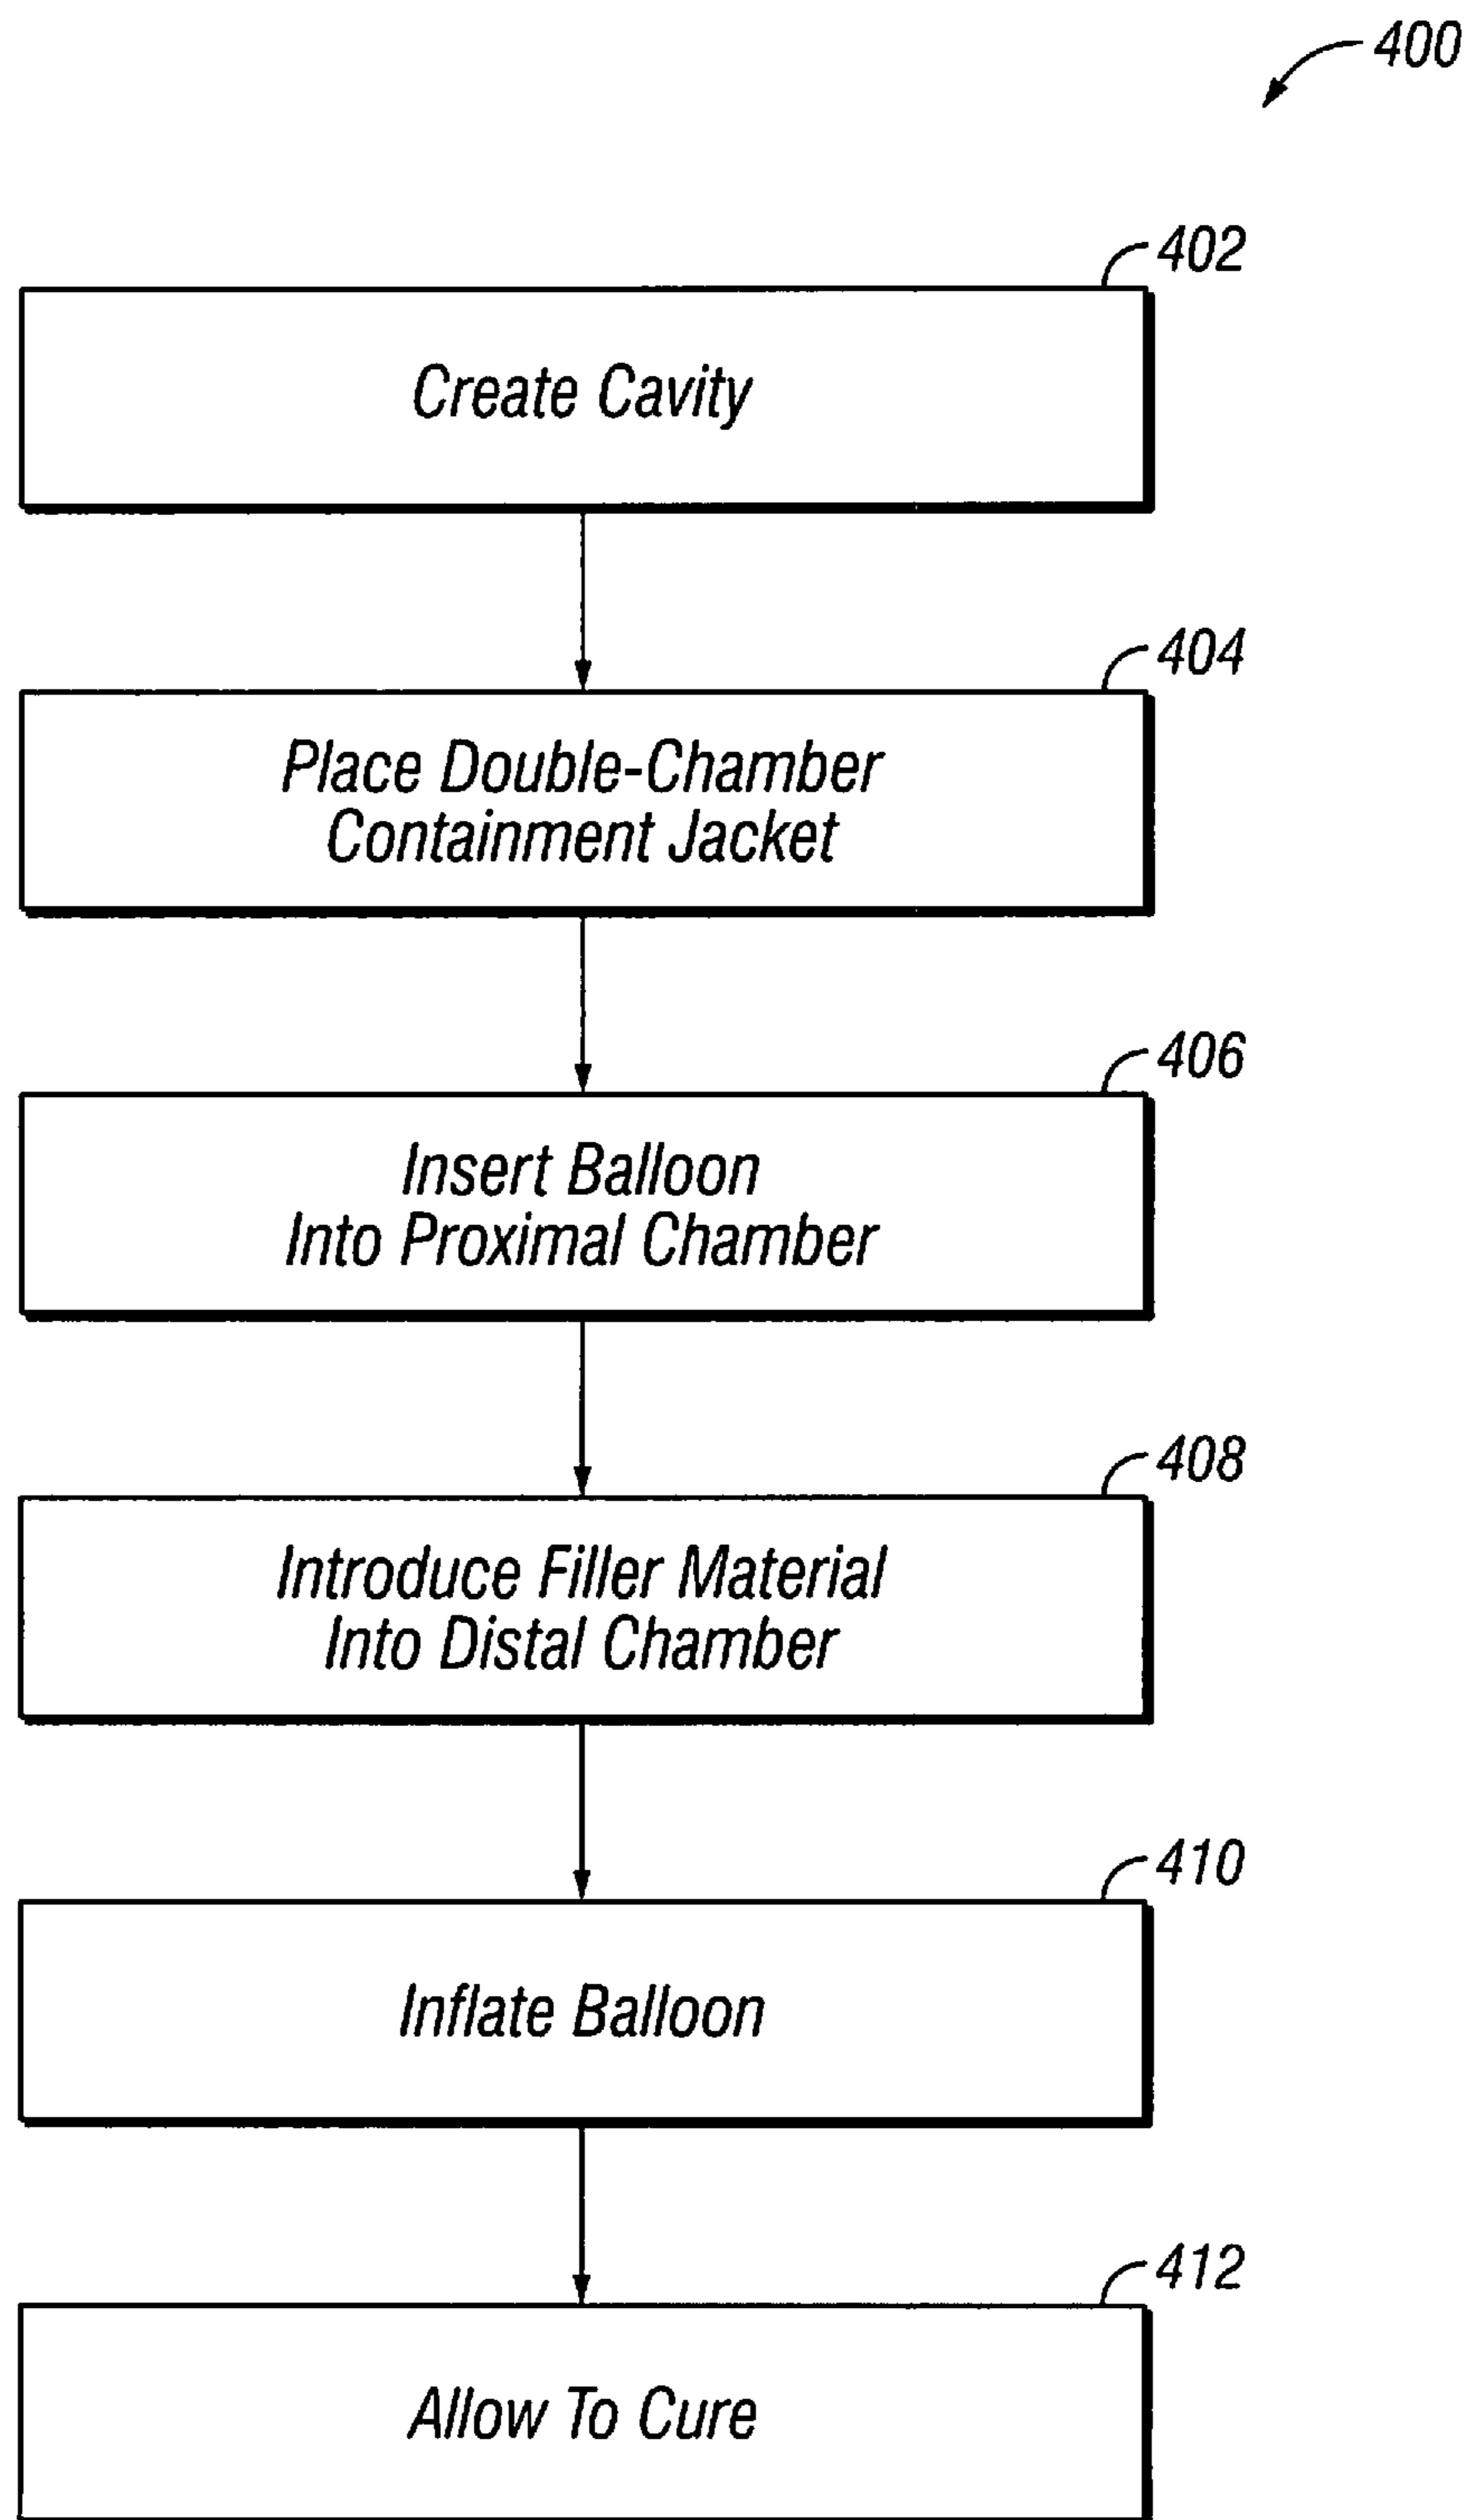 400
402
Create Cavity
404
Place Double-Chamber
Containment Jacket
406
Insert Balloon
Into Proximal Chamber
408
Introduce Filler Material
Into Distal Chamber
410
Inflate Balloon
412
Allow To Cure